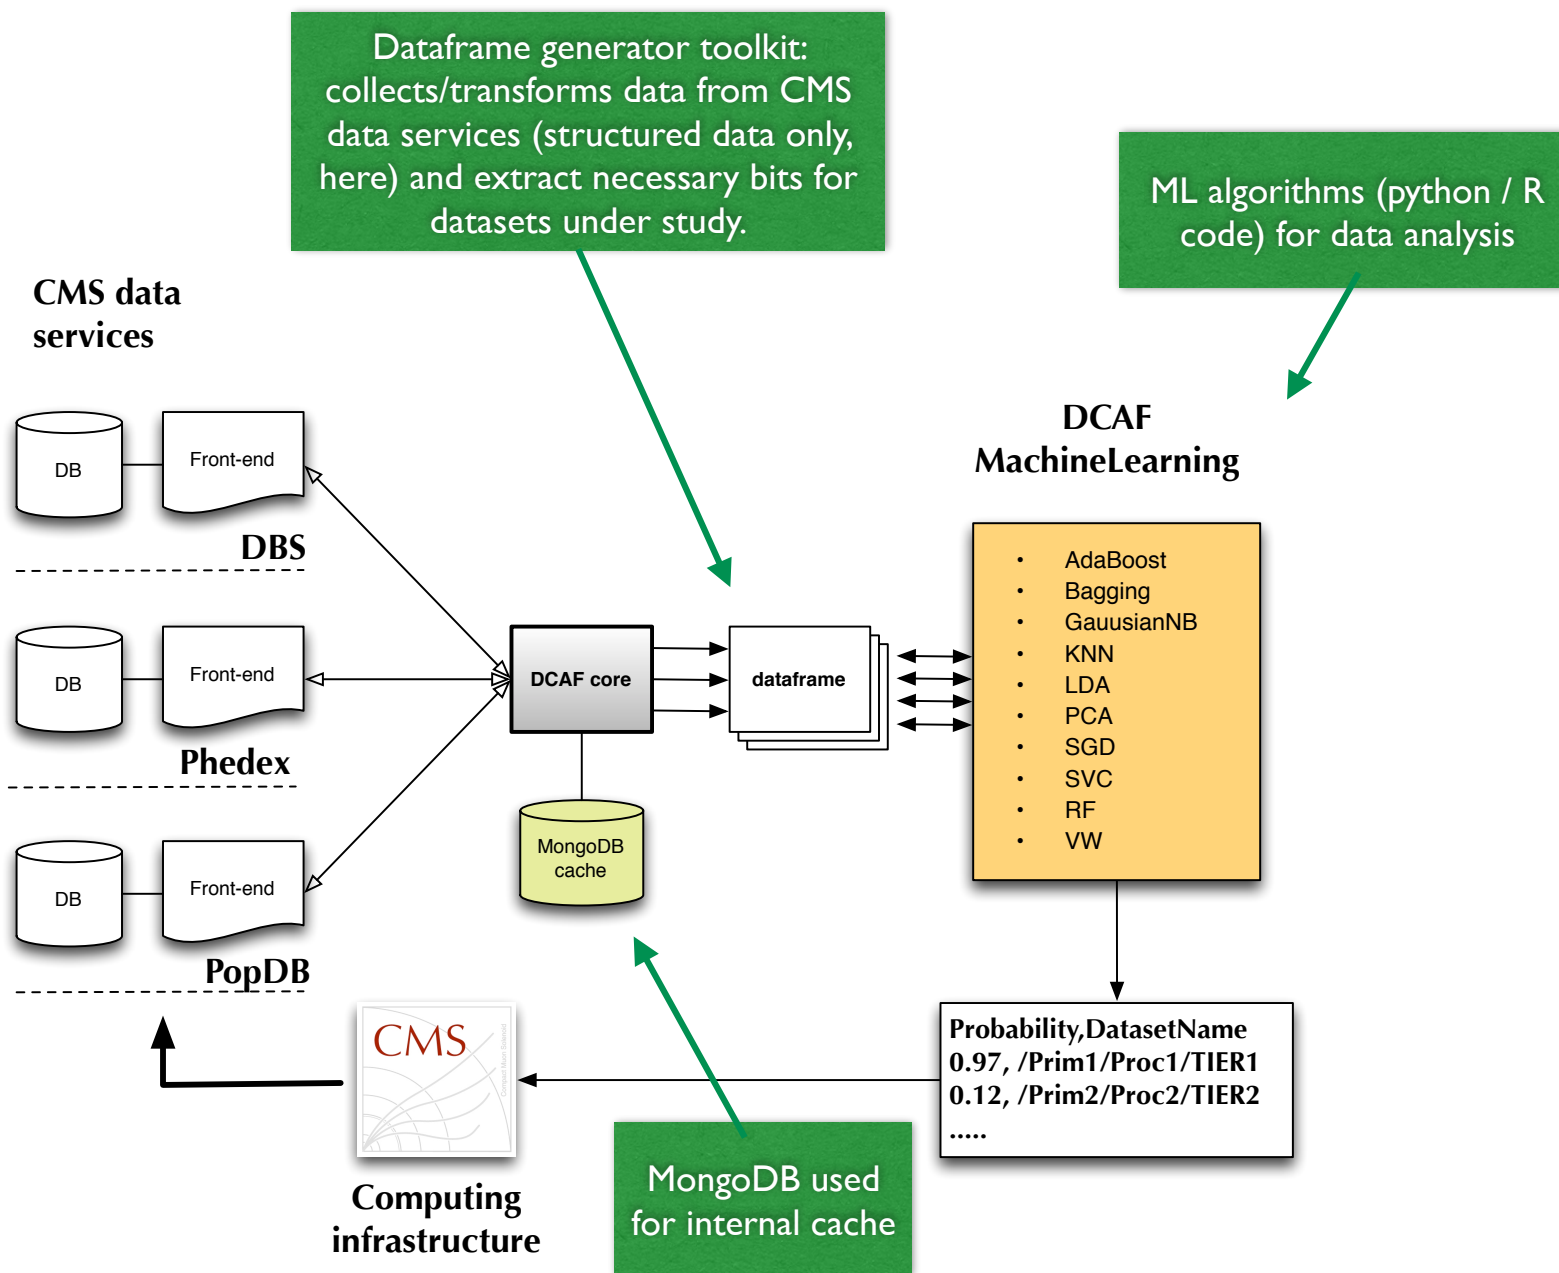 Dataframe generator toolkit:
collects/transforms data from CMS
data services (structured data only,
here) and extract necessary bits for
datasets under study.
ML algorithms (python / R
code) for data analysis
CMS data
services
DB
Front-end
DBS
DB
Front-end
Phedex
DB
Front-end
PopDB
DCAF core
MongoDB
cache
dataframe
DCAF
MachineLearning
• AdaBoost
• Bagging
• GauusianNB
• KNN
• LDA
• PCA
• SGD
• SVC
• RF
• VW
Probability,DatasetName
0.97, /Prim1/Proc1/TIER1
0.12, /Prim2/Proc2/TIER2
.....
CMS
Compact Muon Solenoid
Computing
infrastructure
MongoDB used
for internal cache